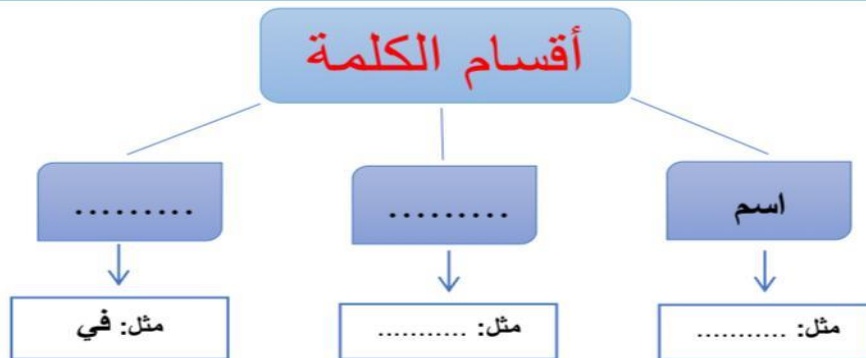 أقسام الكلمة
اسم
.........
.........
مثل: ...........
مثل: ...........
مثل: في